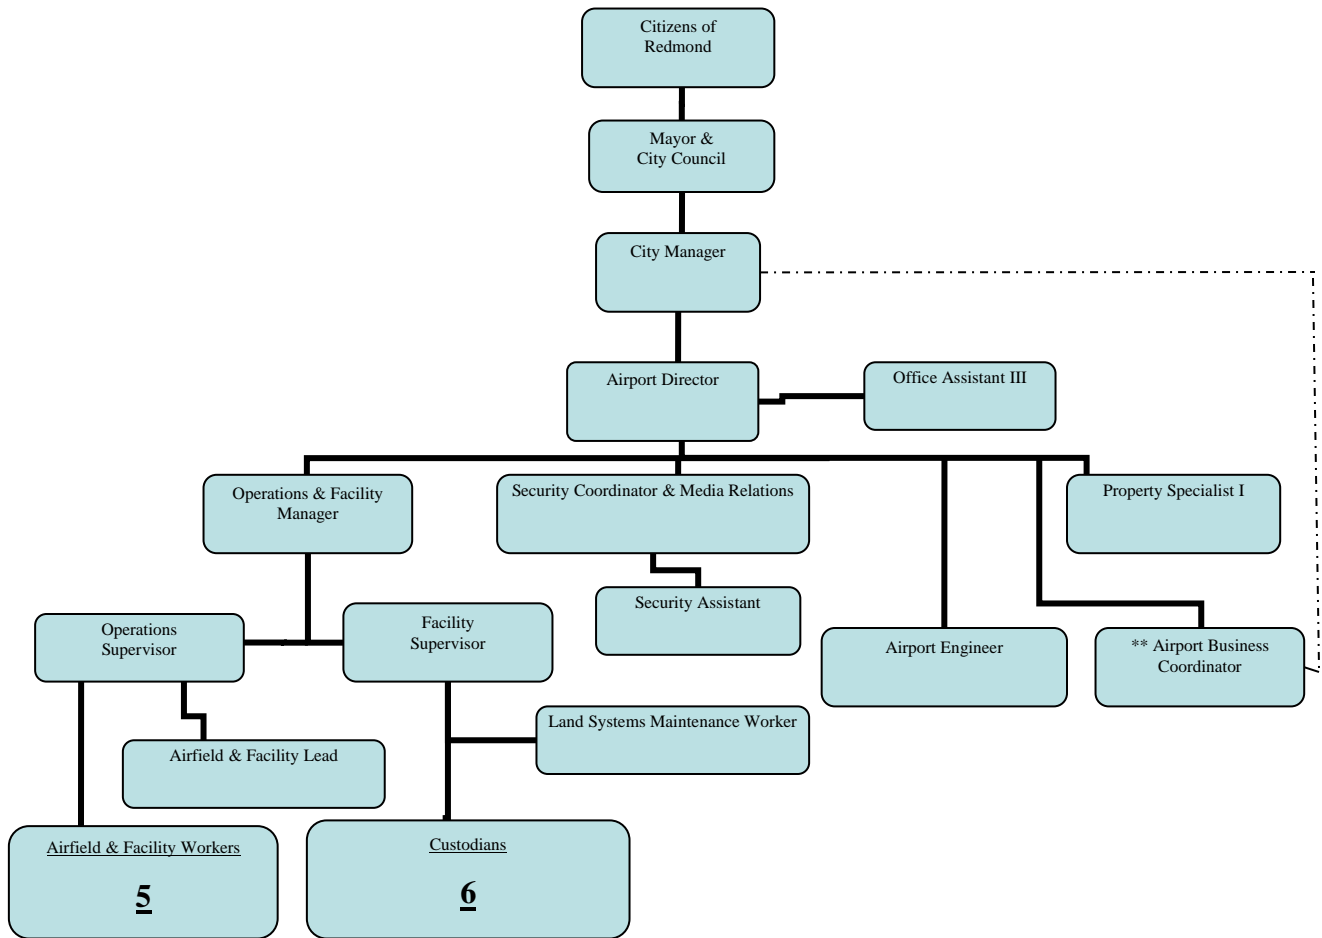 Citizens of
Redmond
Mayor &
City Council
City Manager
Airport Director
Office Assistant III
Operations & Facility
Manager
Security Coordinator & Media Relations
Property Specialist I
Security Assistant
Operations
Supervisor
Facility
Supervisor
Airport Engineer
** Airport Business
Coordinator
Land Systems Maintenance Worker
Airfield & Facility Lead
Airfield & Facility Workers
5
Custodians
6